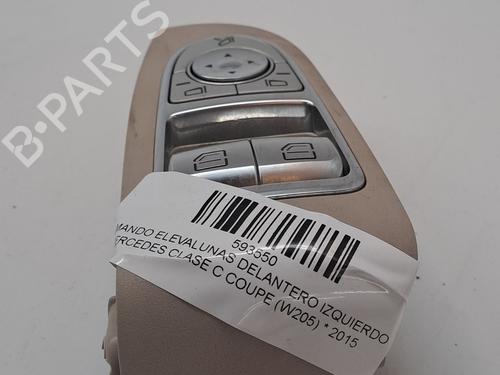 B-PARTS
593550
MANDO ELEVALUNAS DELANTERO IZQUIERDO
MERCEDES CLASE C COUPE (W205) * 2015